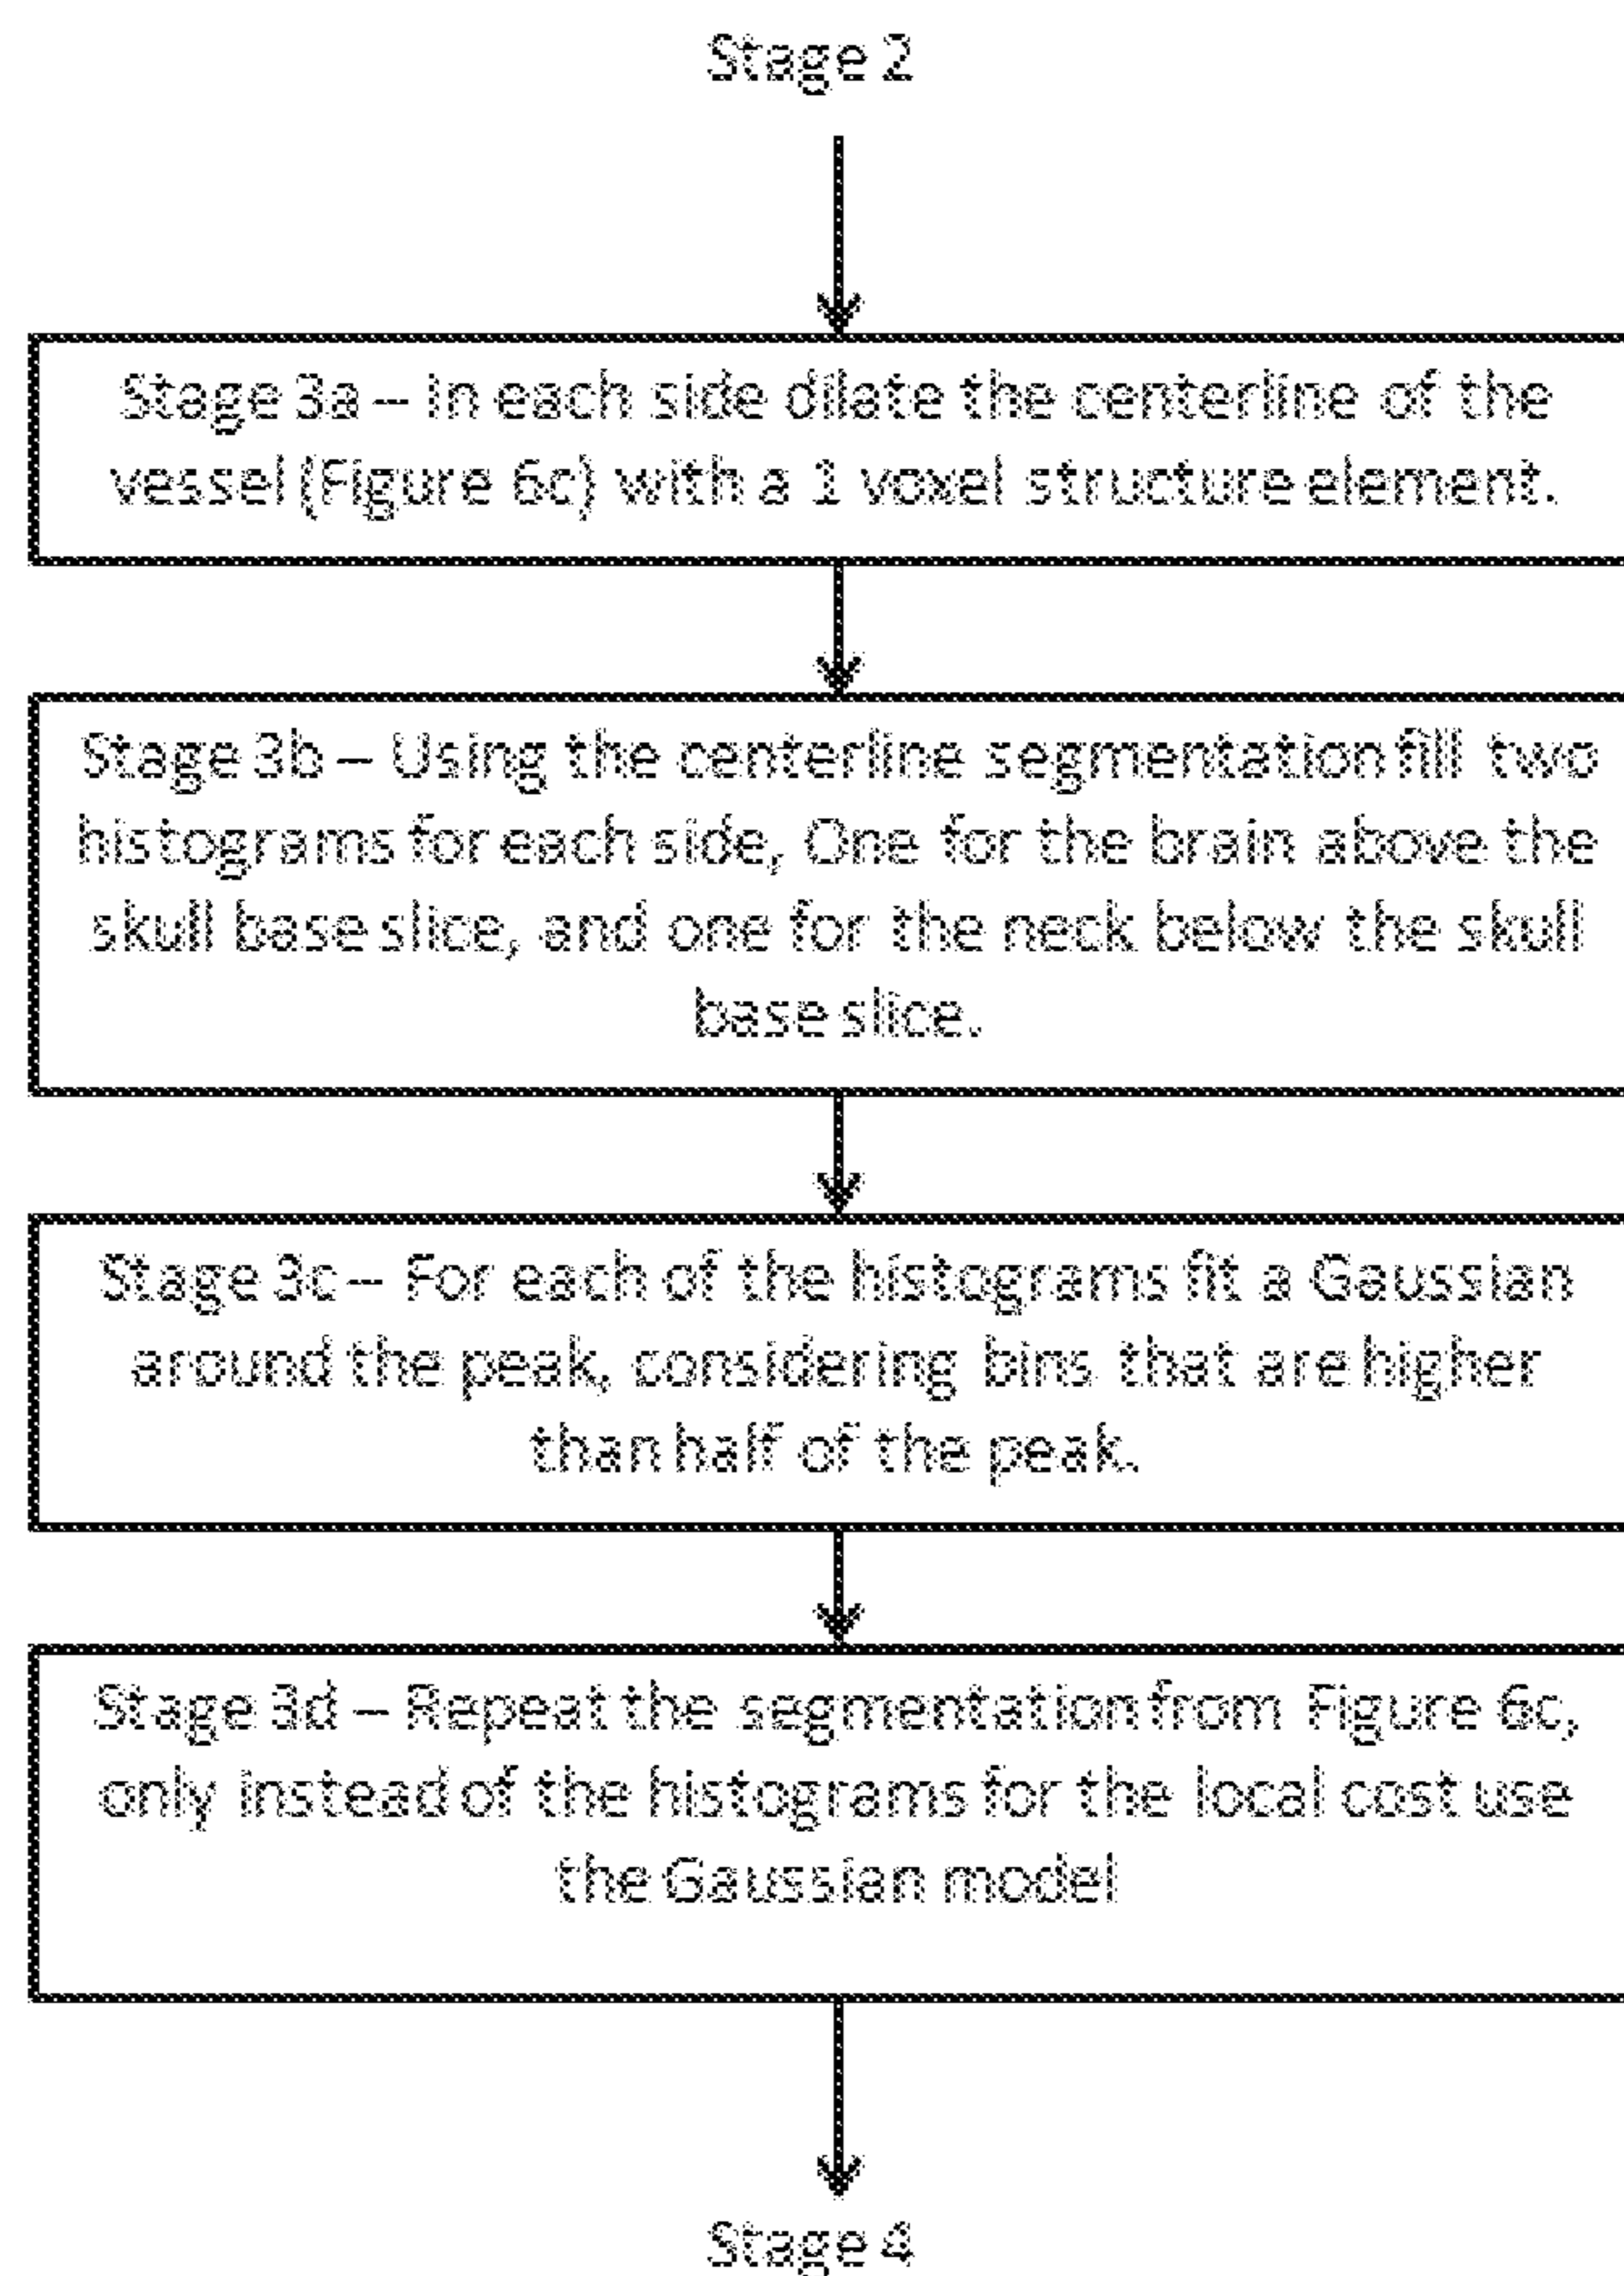 Stage 2
Stage 3a – In each side dilate the centerline of the
vessel (Figure 6c) with a 1 voxel structure element.
Stage 3b – Using the centerline segmentation fill two
histograms for each side, One for the brain above the
skull base slice, and one for the neck below the skull
base slice.
Stage 3c – For each of the histograms fit a Gaussian
around the peak, considering bins that are higher
than half of the peak.
Stage 3d – Repeat the segmentation from Figure 6c,
only instead of the histograms for the local cost use
the Gaussian model
Stage 4